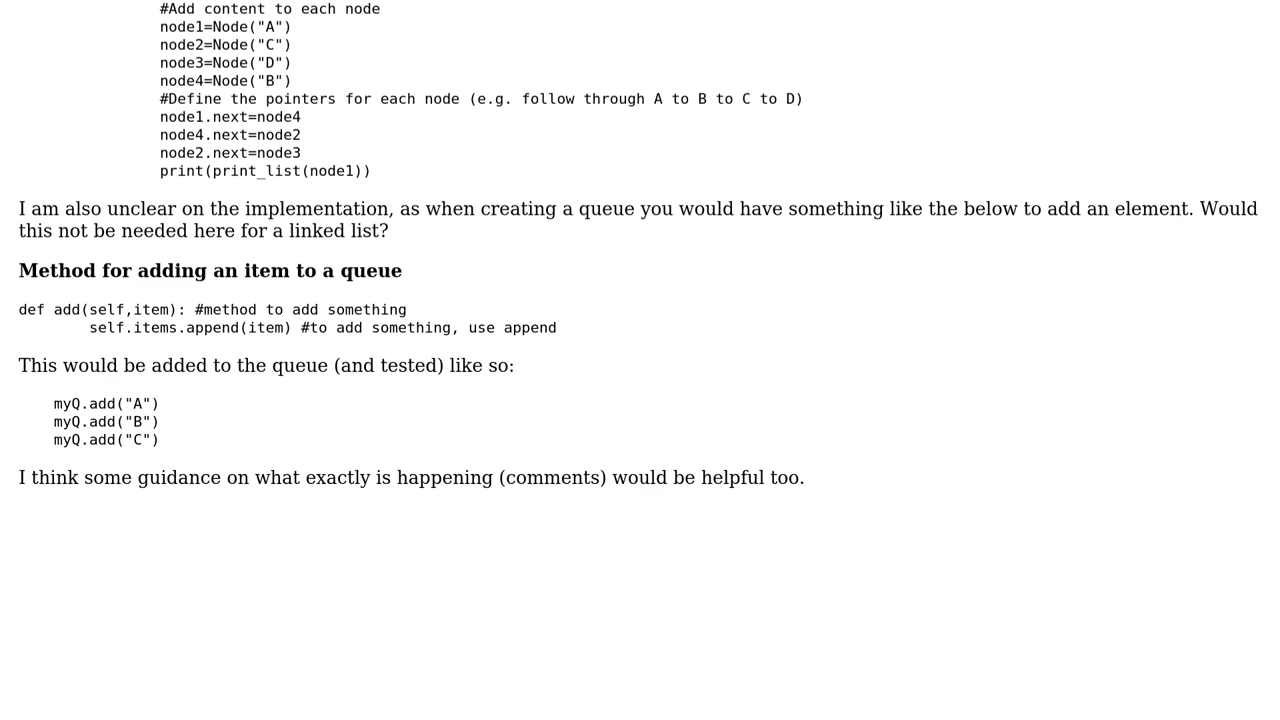 #Add content to each node
node1=Node("A")
node2=Node("C")
node3=Node("D")
node4=Node("B")
#Define the pointers for each node (e.g. follow through A to B to C to D)
node1.next=node4
node4.next=node2
node2.next=node3
print(print_list(node1))
I am also unclear on the implementation, as when creating a queue you would have something like the below to add an element. Would
this not be needed here for a linked list?
Method for adding an item to a queue
def add(self,item): #method to add something
self.items.append(item) #to add something, use append
This would be added to the queue (and tested) like so:
myQ.add("A")
myQ.add("B")
myQ.add("C")
I think some guidance on what exactly is happening (comments) would be helpful too.